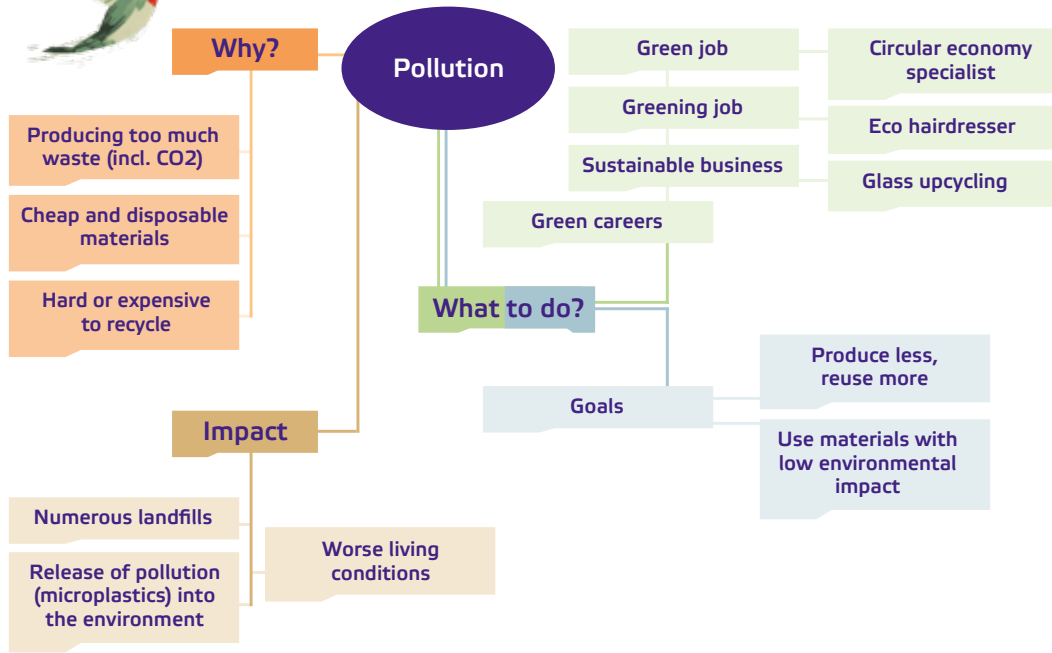 Pollution
Why?
Producing too much
waste (incl. CO2)
Cheap and disposable
materials
Hard or expensive
to recycle
Impact
Numerous landfills
Release of pollution
(microplastics) into
the environment
Worse living
conditions
What to do?
Green careers
Green job
Circular economy
specialist
Greening job
Eco hairdresser
Sustainable business
Glass upcycling
Goals
Produce less,
reuse more
Use materials with
low environmental
impact